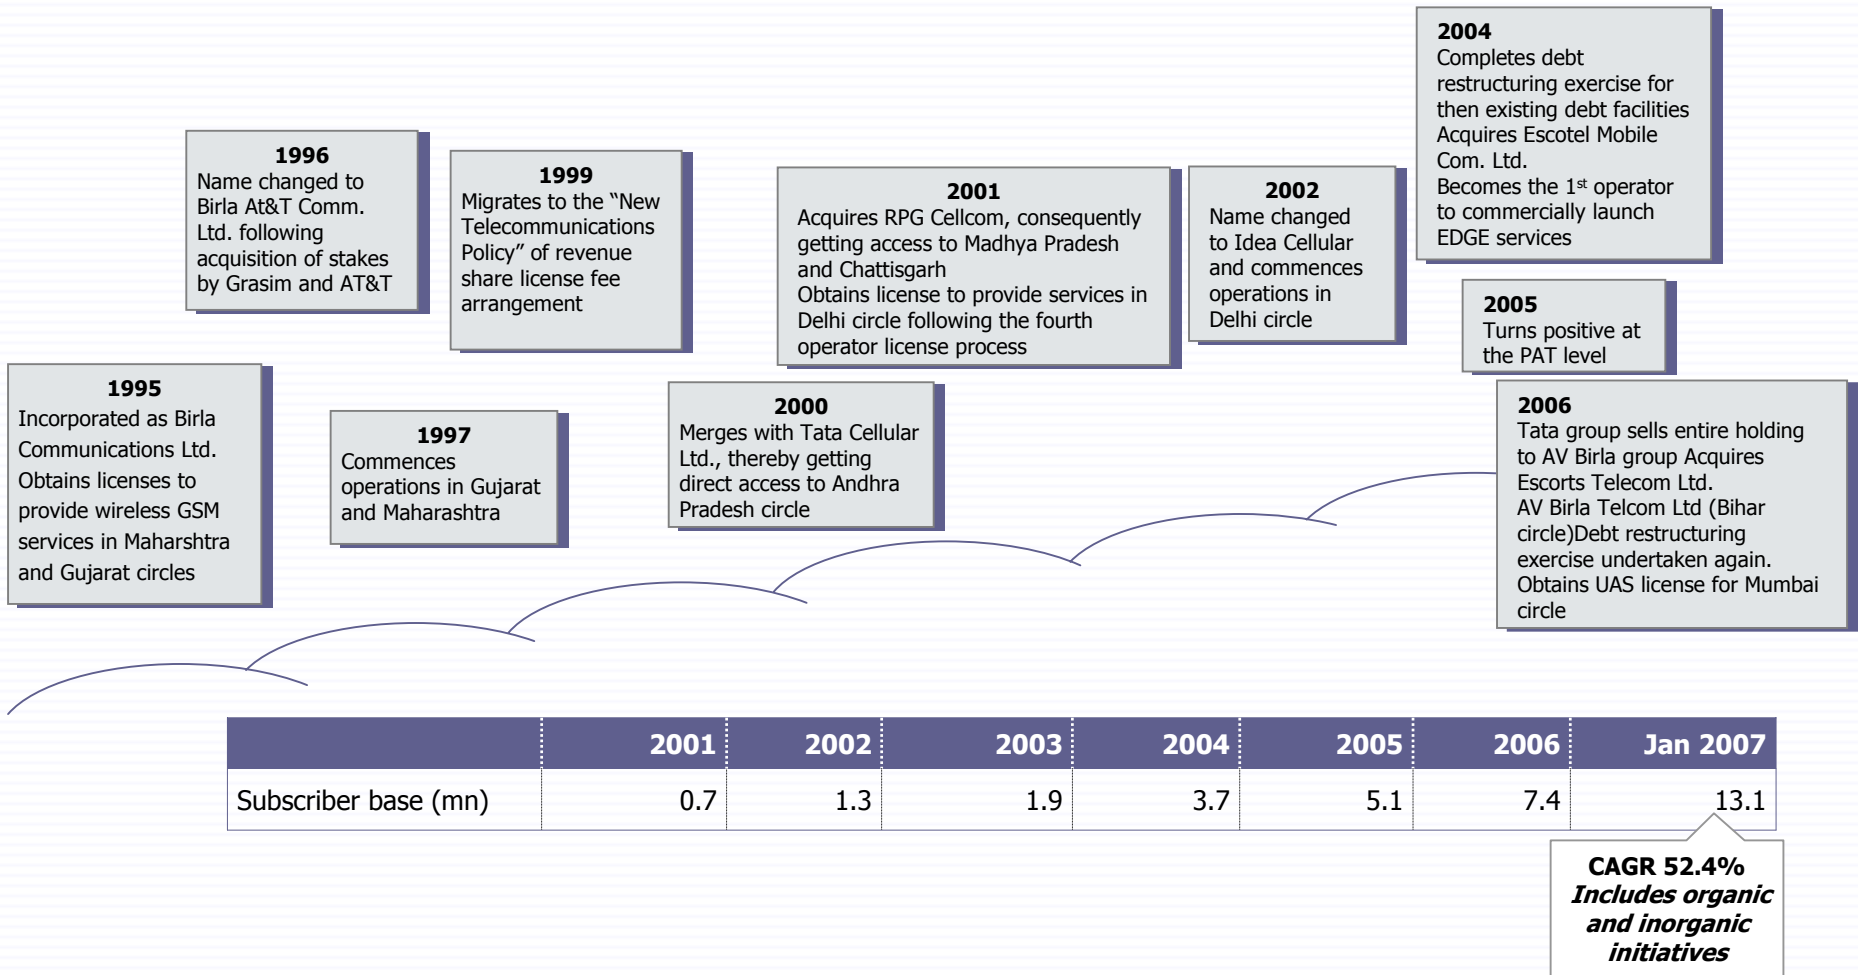 1995
Incorporated as Birla
Communications Ltd.
Obtains licenses to
provide wireless GSM
services in Maharshtra
and Gujarat circles
1996
Name changed to
Birla At&T Comm.
Ltd. following
acquisition of stakes
by Grasim and AT&T
1997
Commences
operations in Gujarat
and Maharashtra
1999
Migrates to the “New
Telecommunications
Policy” of revenue
share license fee
arrangement
2000
Merges with Tata Cellular
Ltd., thereby getting
direct access to Andhra
Pradesh circle
2001
Acquires RPG Cellcom, consequently
getting access to Madhya Pradesh
and Chattisgarh
Obtains license to provide services in
Delhi circle following the fourth
operator license process
2002
Name changed
to Idea Cellular
and commences
operations in
Delhi circle
2004
Completes debt
restructuring exercise for
then existing debt facilities
Acquires Escotel Mobile
Com. Ltd.
Becomes the 1st operator
to commercially launch
EDGE services
2005
Turns positive at
the PAT level
2006
Tata group sells entire holding
to AV Birla group Acquires
Escorts Telecom Ltd.
AV Birla Telcom Ltd (Bihar
circle)Debt restructuring
exercise undertaken again.
Obtains UAS license for Mumbai
circle
2001 2002 2003 2004 2005 2006 Jan 2007
Subscriber base (mn) 0.7 1.3 1.9 3.7 5.1 7.4 13.1
CAGR 52.4%
Includes organic
and inorganic
initiatives